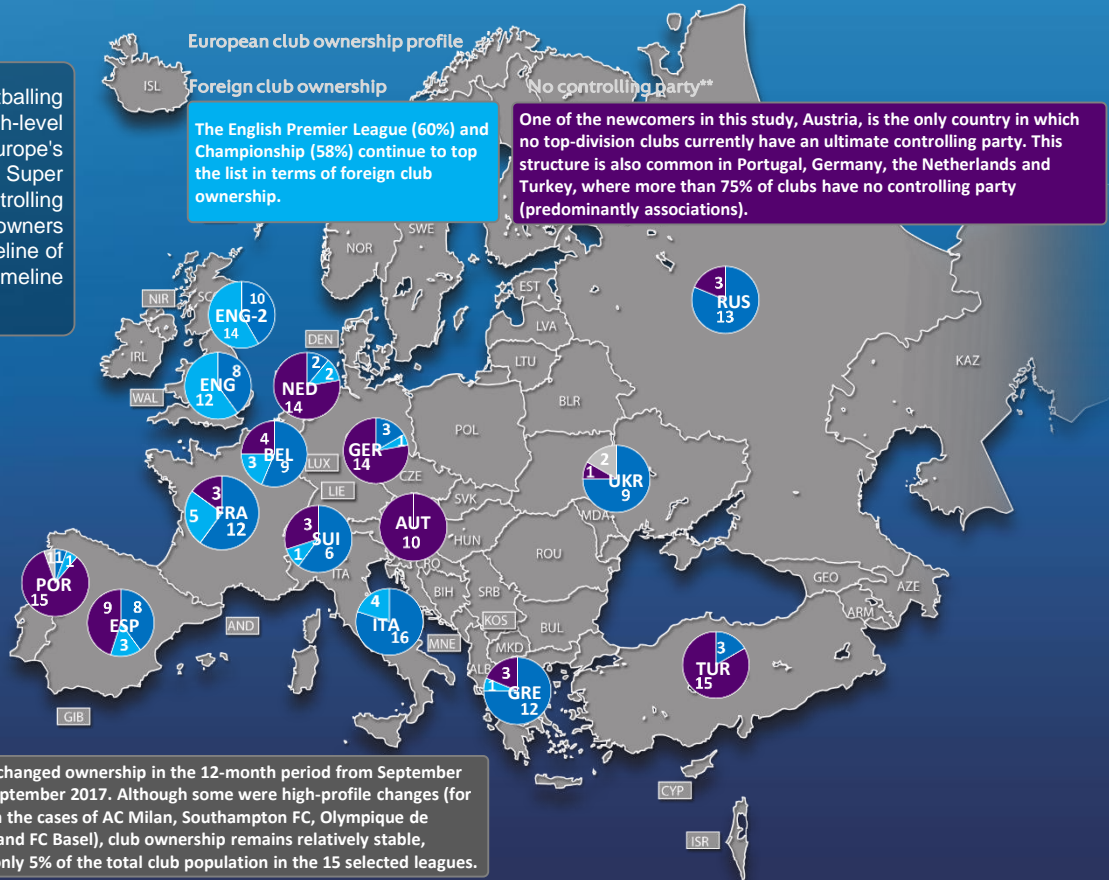 European club ownership profile
Foreign club ownership
No controlling party**
tballing
h-level
urope's
Super
trolling
owners
eline of
meline
The English Premier League (60%) and
Championship (58%) continue to top
the list in terms of foreign club
ownership.
One of the newcomers in this study, Austria, is the only country in which
no top-division clubs currently have an ultimate controlling party. This
structure is also common in Portugal, Germany, the Netherlands and
Turkey, where more than 75% of clubs have no controlling party
(predominantly associations).
ISL
SWE
NOR
EST
LVA
LTU
BLR
KAZ
NIR
SC
IRL
WAL
DEN
POL
LUX
CZE
LIE
SVK
HUN
MDA
ROU
CRO
ITA
BIH
SRB
KOS
BUL
MNE
MKD
ALB
AND
GIB
GEO
AZE
ARM
CYP
ISR
10
ENG-2
14
8
ENG
12
2
2
NED
14
3
RUS
13
4
BEL
3
9
3
1
GER
14
2
1
UKR
9
3
5
FRA
12
3
SUI
1
6
AUT
10
1
1
1
POR
15
9
8
ESP
3
4
ITA
16
3
1
GRE
12
3
TUR
15
changed ownership in the 12-month period from September
eptember 2017. Although some were high-profile changes (for
n the cases of AC Milan, Southampton FC, Olympique de
and FC Basel), club ownership remains relatively stable,
only 5% of the total club population in the 15 selected leagues.